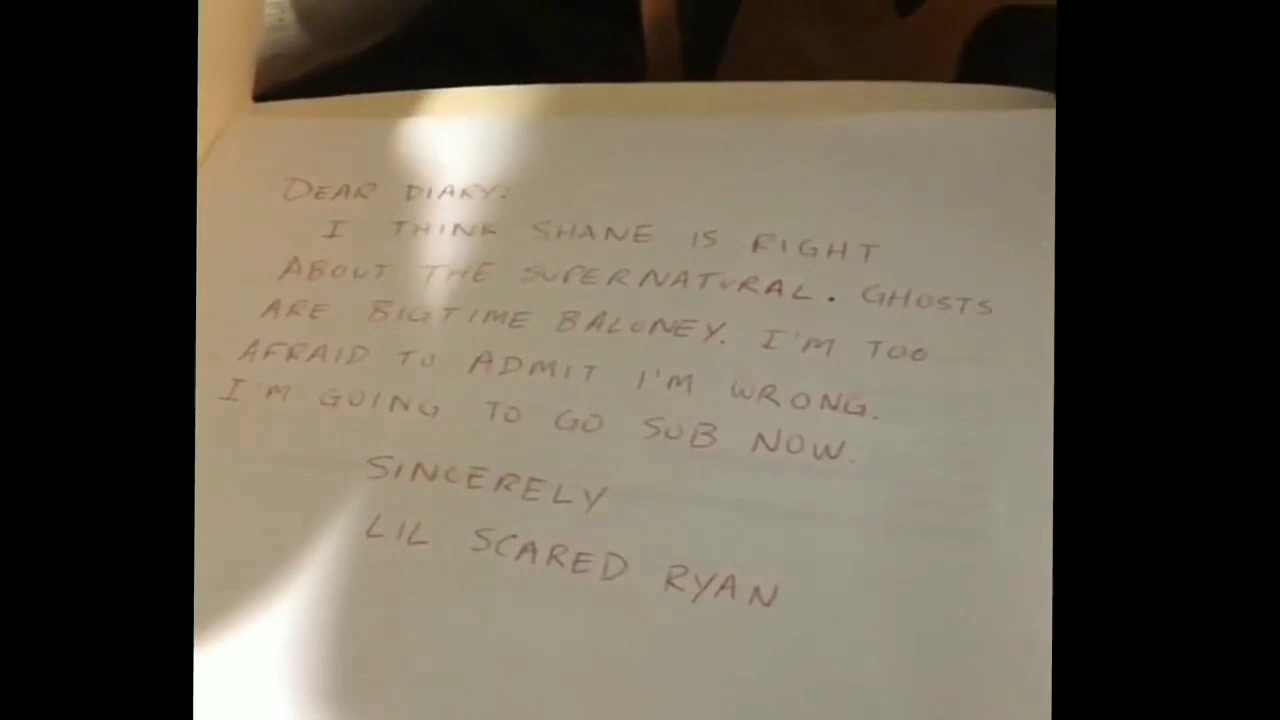 DEAR DIARY:
I THINK SHANE IS RIGHT
ABOUT THE SUPERNATURAL. GHOSTS
ARE BIGTIME BALONEY. I'M TOO
AFRAID TO ADMIT I'M WRONG.
I'M GOING TO GO SOB NOW.
SINCERELY
LIL SCARED RYAN